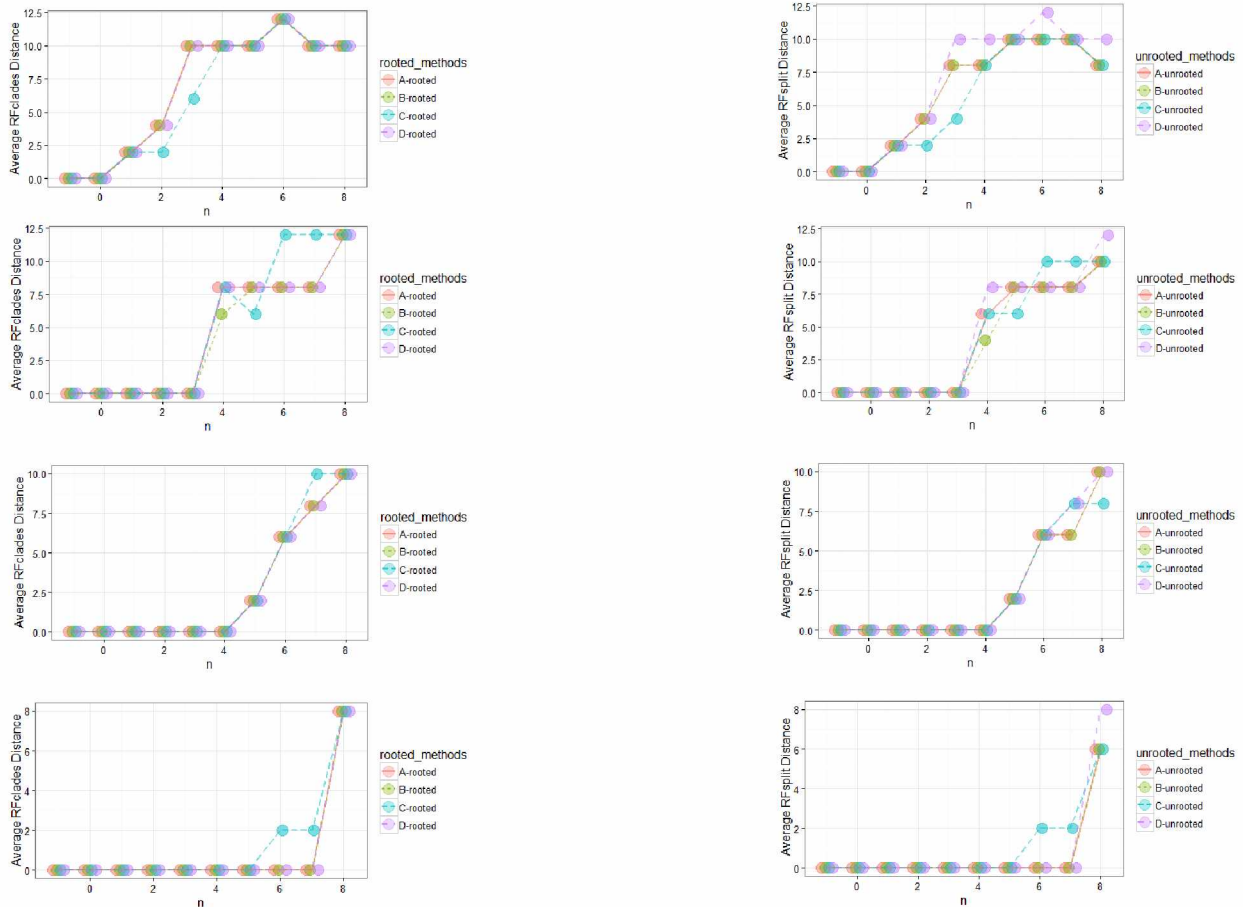 Average RFclades Distance
12.5
10.0
7.5
5.0
2.5
0.0
0 2 4 6 8
n
rooted_methods
A-rooted
B-rooted
C-rooted
D-rooted
Average RFsplit Distance
12.5
10.0
7.5
5.0
2.5
0.0
0 2 4 6 8
n
unrooted_methods
A-unrooted
B-unrooted
C-unrooted
D-unrooted
Average RFclades Distance
12.5
10.0
7.5
5.0
2.5
0.0
0 2 4 6 8
n
rooted_methods
A-rooted
B-rooted
C-rooted
D-rooted
Average RFsplit Distance
12.5
10.0
7.5
5.0
2.5
0.0
0 2 4 6 8
n
unrooted_methods
A-unrooted
B-unrooted
C-unrooted
D-unrooted
Average RFclades Distance
10.0
7.5
5.0
2.5
0.0
0 2 4 6 8
n
rooted_methods
A-rooted
B-rooted
C-rooted
D-rooted
Average RFsplit Distance
10.0
7.5
5.0
2.5
0.0
0 2 4 6 8
n
unrooted_methods
A-unrooted
B-unrooted
C-unrooted
D-unrooted
Average RFclades Distance
8
6
4
2
0
0 2 4 6 8
n
rooted_methods
A-rooted
B-rooted
C-rooted
D-rooted
Average RFsplit Distance
8
6
4
2
0
0 2 4 6 8
n
unrooted_methods
A-unrooted
B-unrooted
C-unrooted
D-unrooted